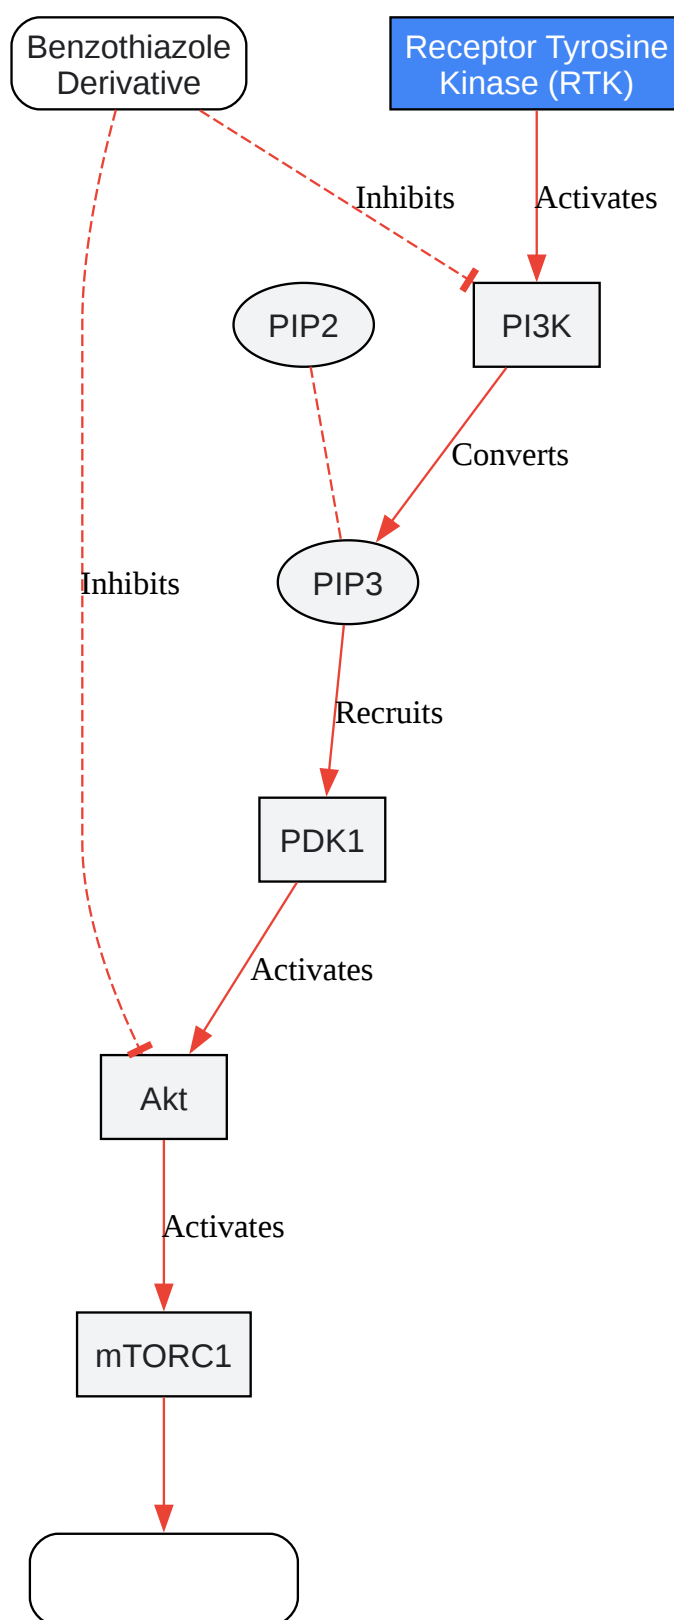 Benzothiazole
Derivative
Receptor Tyrosine
Kinase (RTK)
Inhibits
Activates
PIP2
PI3K
Converts
Inhibits
PIP3
Recruits
PDK1
Activates
Akt
Activates
mTORC1